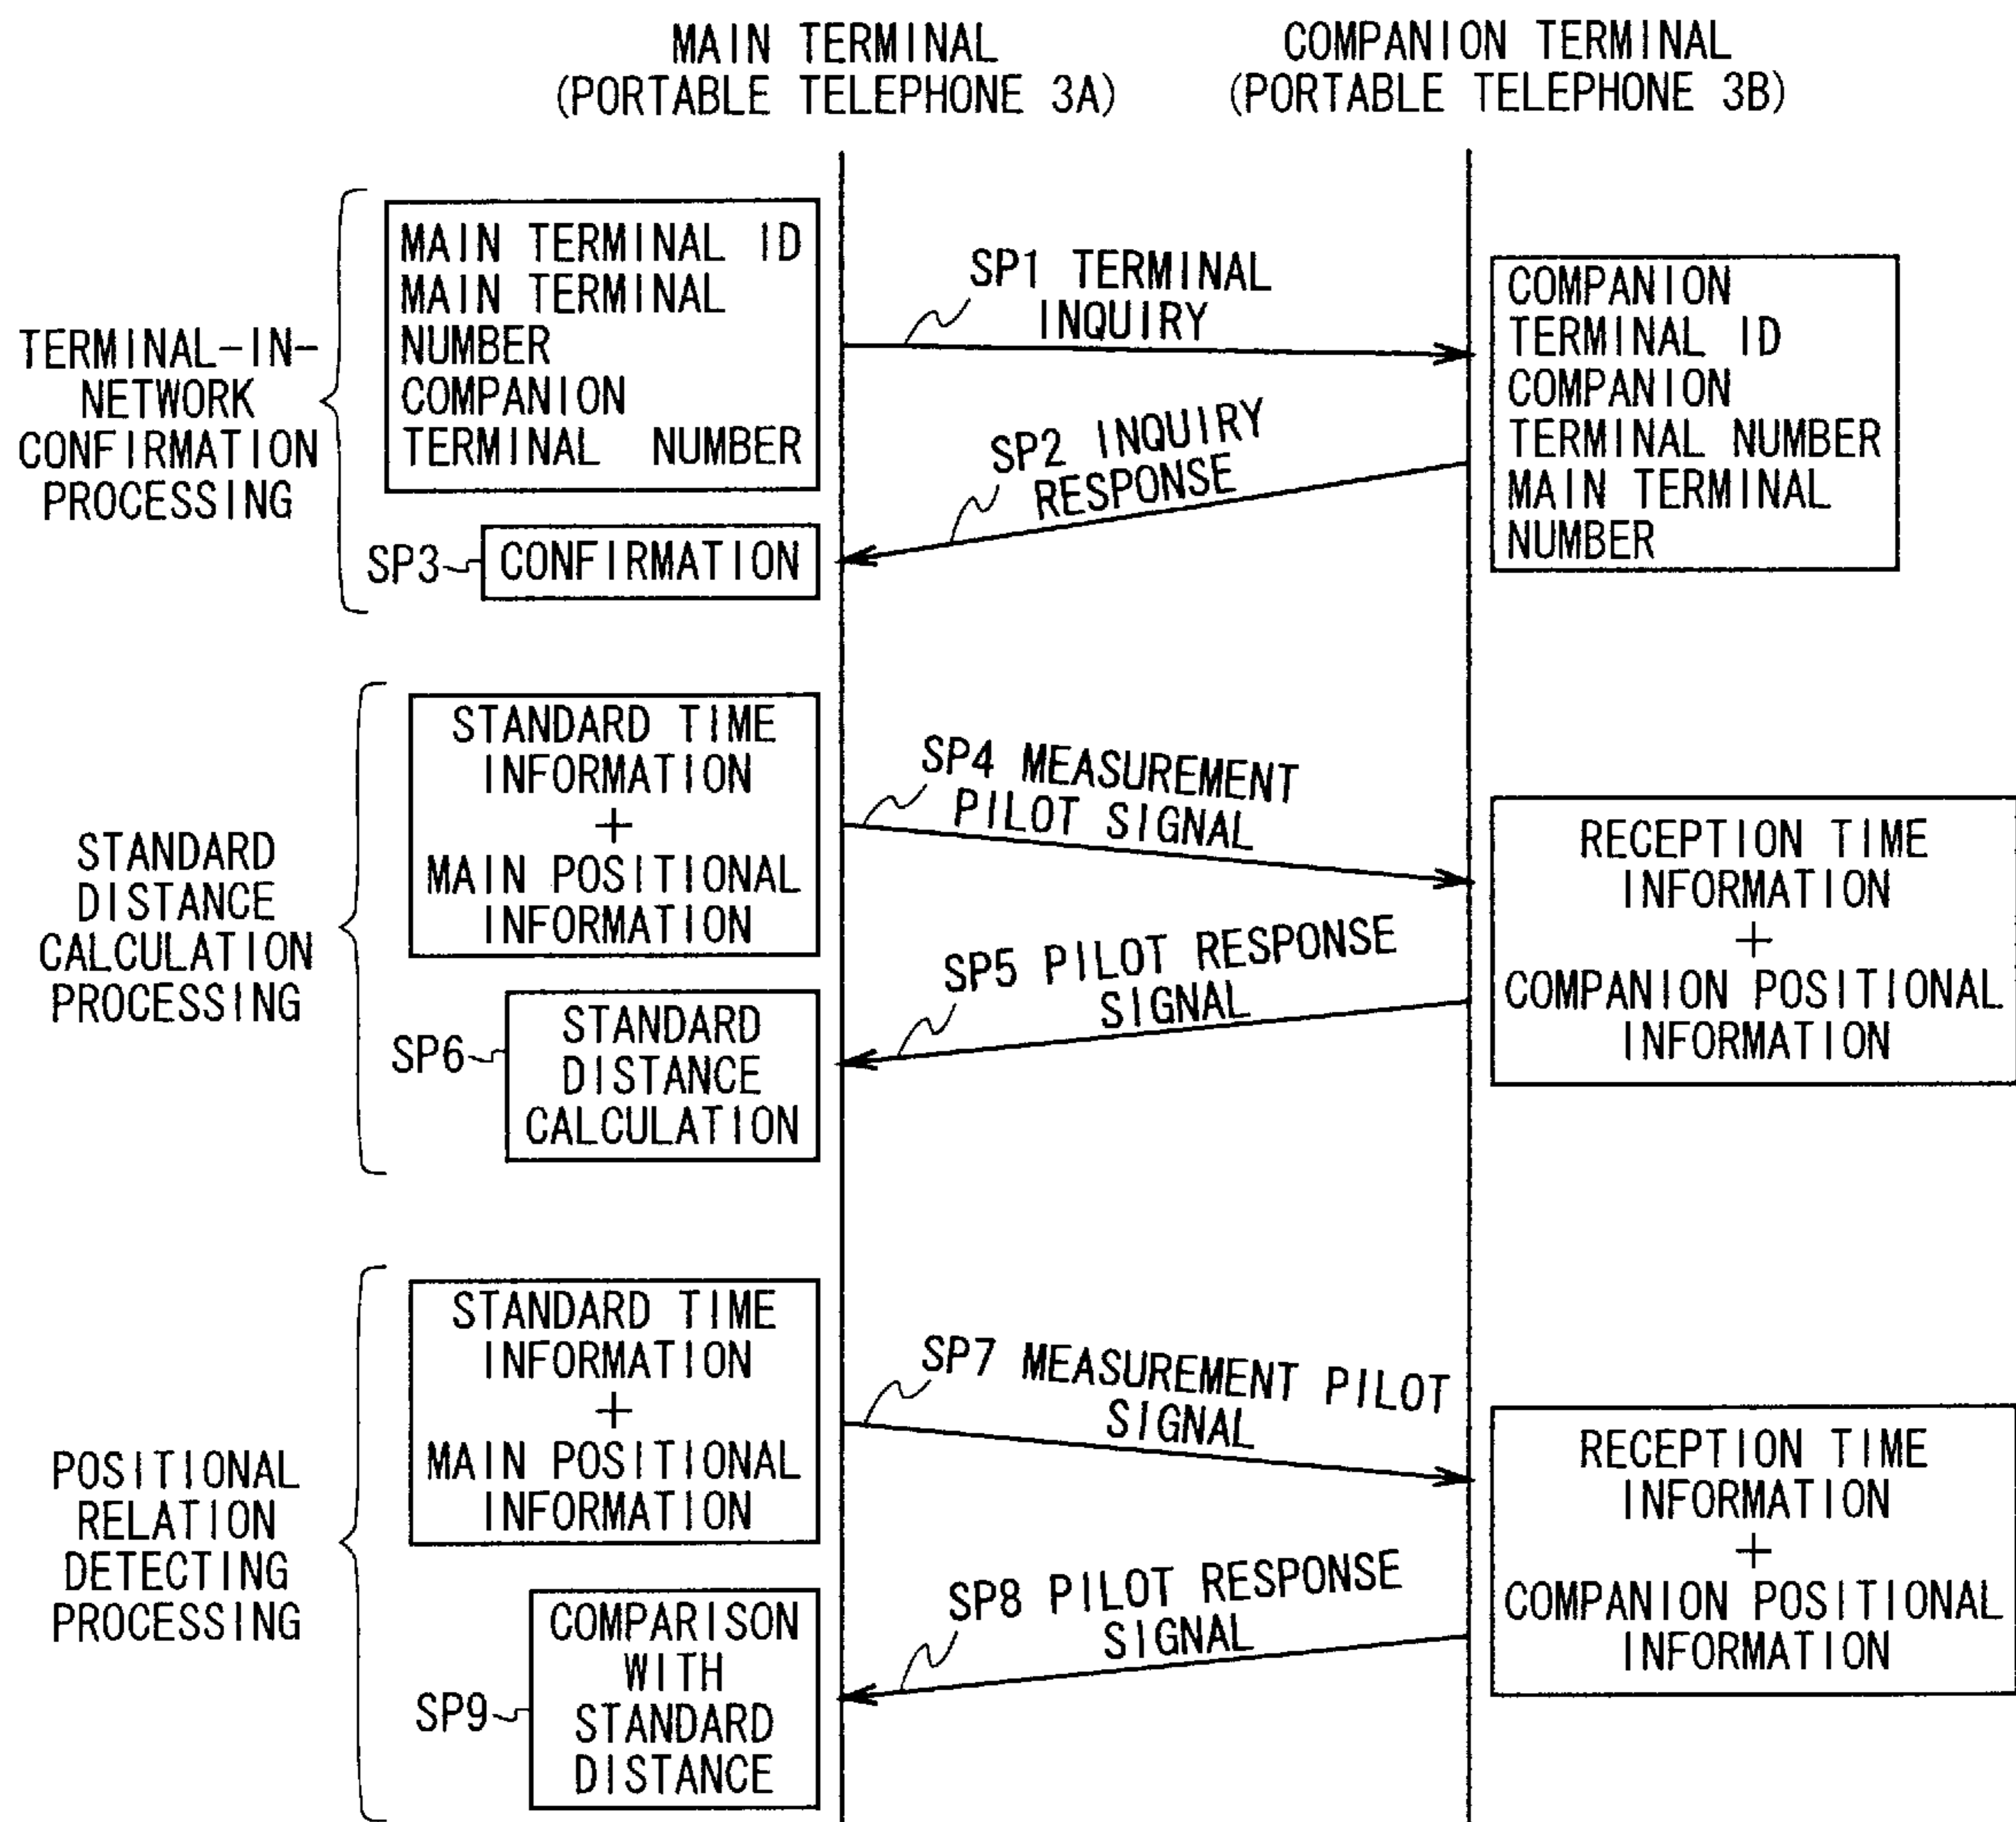 MAIN TERMINAL
(PORTABLE TELEPHONE 3A)
COMPANION TERMINAL
(PORTABLE TELEPHONE 3B)
TERMINAL-IN-
NETWORK
CONFIRMATION
PROCESSING
MAIN TERMINAL ID
MAIN TERMINAL
NUMBER
COMPANION
TERMINAL NUMBER
SP1 TERMINAL
INQUIRY
COMPANION
TERMINAL ID
COMPANION
TERMINAL NUMBER
MAIN TERMINAL
NUMBER
SP2 INQUIRY
RESPONSE
SP3
CONFIRMATION
STANDARD
DISTANCE
CALCULATION
PROCESSING
STANDARD TIME
INFORMATION
+
MAIN POSITIONAL
INFORMATION
SP4 MEASUREMENT
PILOT SIGNAL
RECEPTION TIME
INFORMATION
+
COMPANION POSITIONAL
INFORMATION
SP5 PILOT RESPONSE
SIGNAL
SP6
STANDARD
DISTANCE
CALCULATION
POSITIONAL
RELATION
DETECTING
PROCESSING
STANDARD TIME
INFORMATION
+
MAIN POSITIONAL
INFORMATION
SP7 MEASUREMENT PILOT
SIGNAL
RECEPTION TIME
INFORMATION
+
COMPANION POSITIONAL
INFORMATION
SP8 PILOT RESPONSE
SIGNAL
SP9
COMPARISON
WITH
STANDARD
DISTANCE